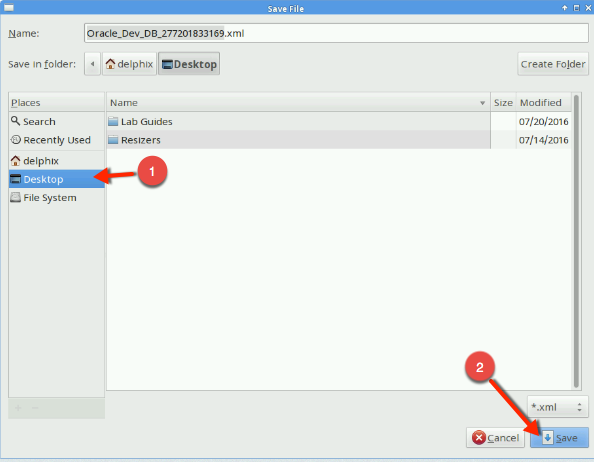 Save File
Name: Oracle_Dev_DB_277201833169.xml
Save in folder: delphix Desktop Create Folder
Places Name Size Modified
Search Lab Guides 07/20/2016
Recently Used Resizers 07/14/2016
delphix
1
Desktop
File System
2
*.xml
Cancel Save